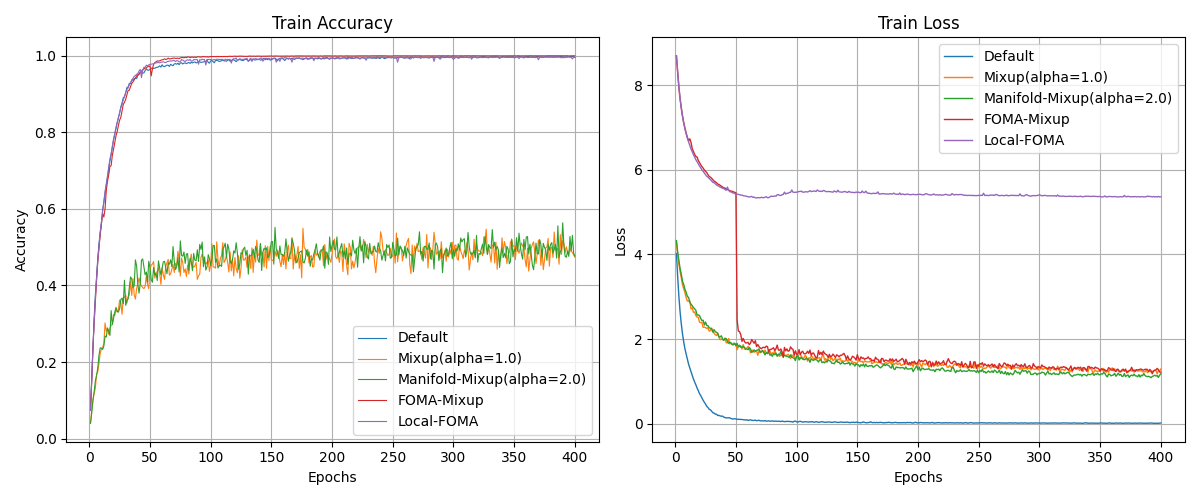 Train Accuracy
Accuracy
1.0
0.8
0.6
0.4
0.2
0.0
Default
Mixup(alpha=1.0)
Manifold-Mixup(alpha=2.0)
FOMA-Mixup
Local-FOMA
0 50 100 150 200 250 300 350 400
Epochs
Train Loss
Loss
8
6
4
2
0
Default
Mixup(alpha=1.0)
Manifold-Mixup(alpha=2.0)
FOMA-Mixup
Local-FOMA
0 50 100 150 200 250 300 350 400
Epochs